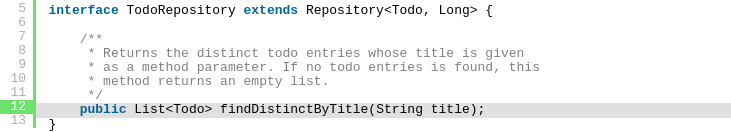 5 interface TodoRepository extends Repository<Todo, Long> {
6
7 /**
8 * Returns the distinct todo entries whose title is given
9 * as a method parameter. If no todo entries is found, this
10 * method returns an empty list.
11 */
12 public List<Todo> findDistinctByTitle(String title);
13 }